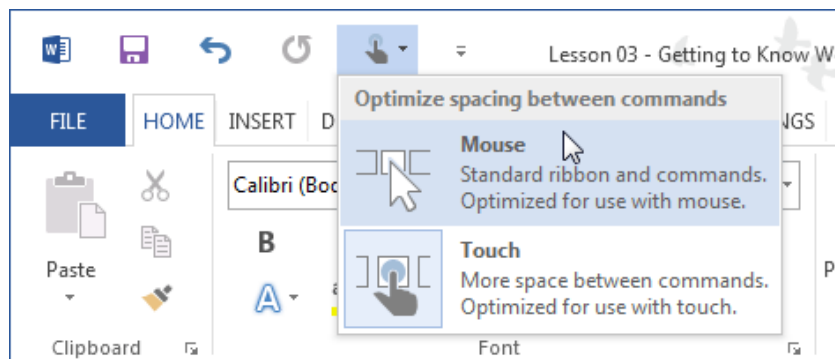 Lesson 03 - Getting to Know W
FILE HOME INSERT D
Optimize spacing between commands
Mouse
Standard ribbon and commands.
Optimized for use with mouse.
Touch
More space between commands.
Optimized for use with touch.
NGS
Calibri (Boc
B
A
Paste
P
Clipboard
Font